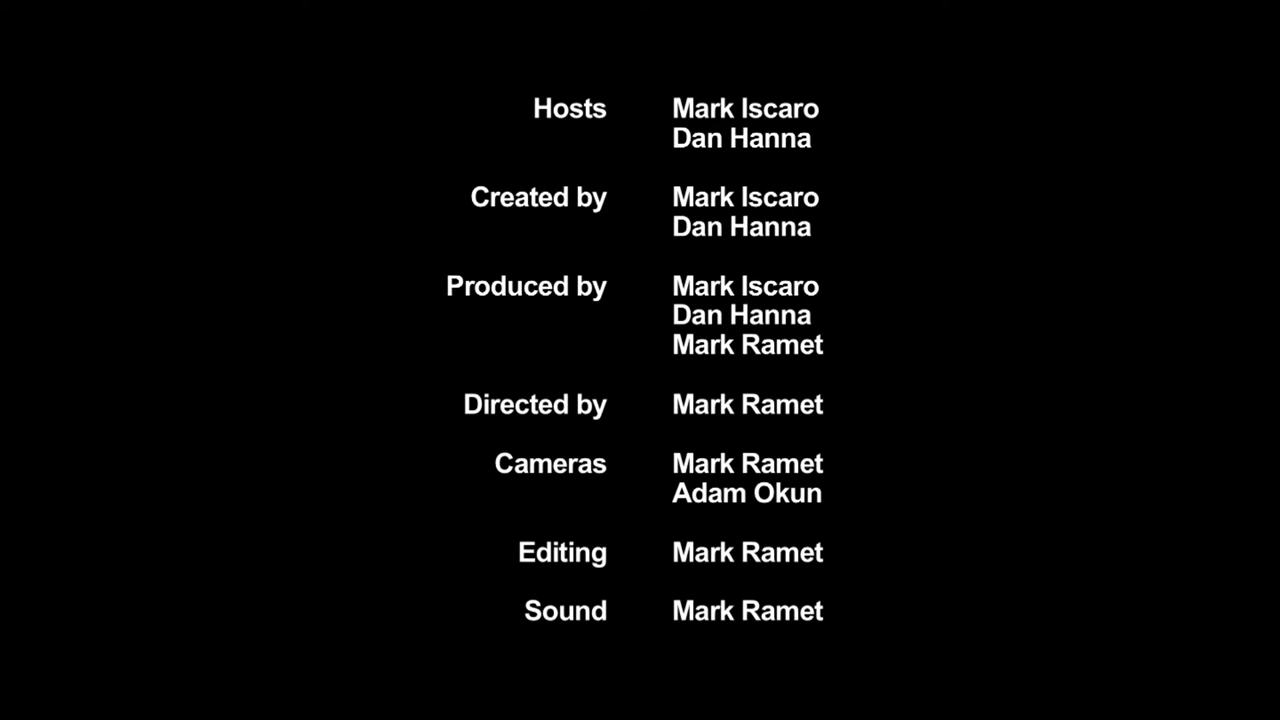 Hosts Mark Iscaro
Dan Hanna
Created by Mark Iscaro
Dan Hanna
Produced by Mark Iscaro
Dan Hanna
Mark Ramet
Directed by Mark Ramet
Cameras Mark Ramet
Adam Okun
Editing Mark Ramet
Sound Mark Ramet